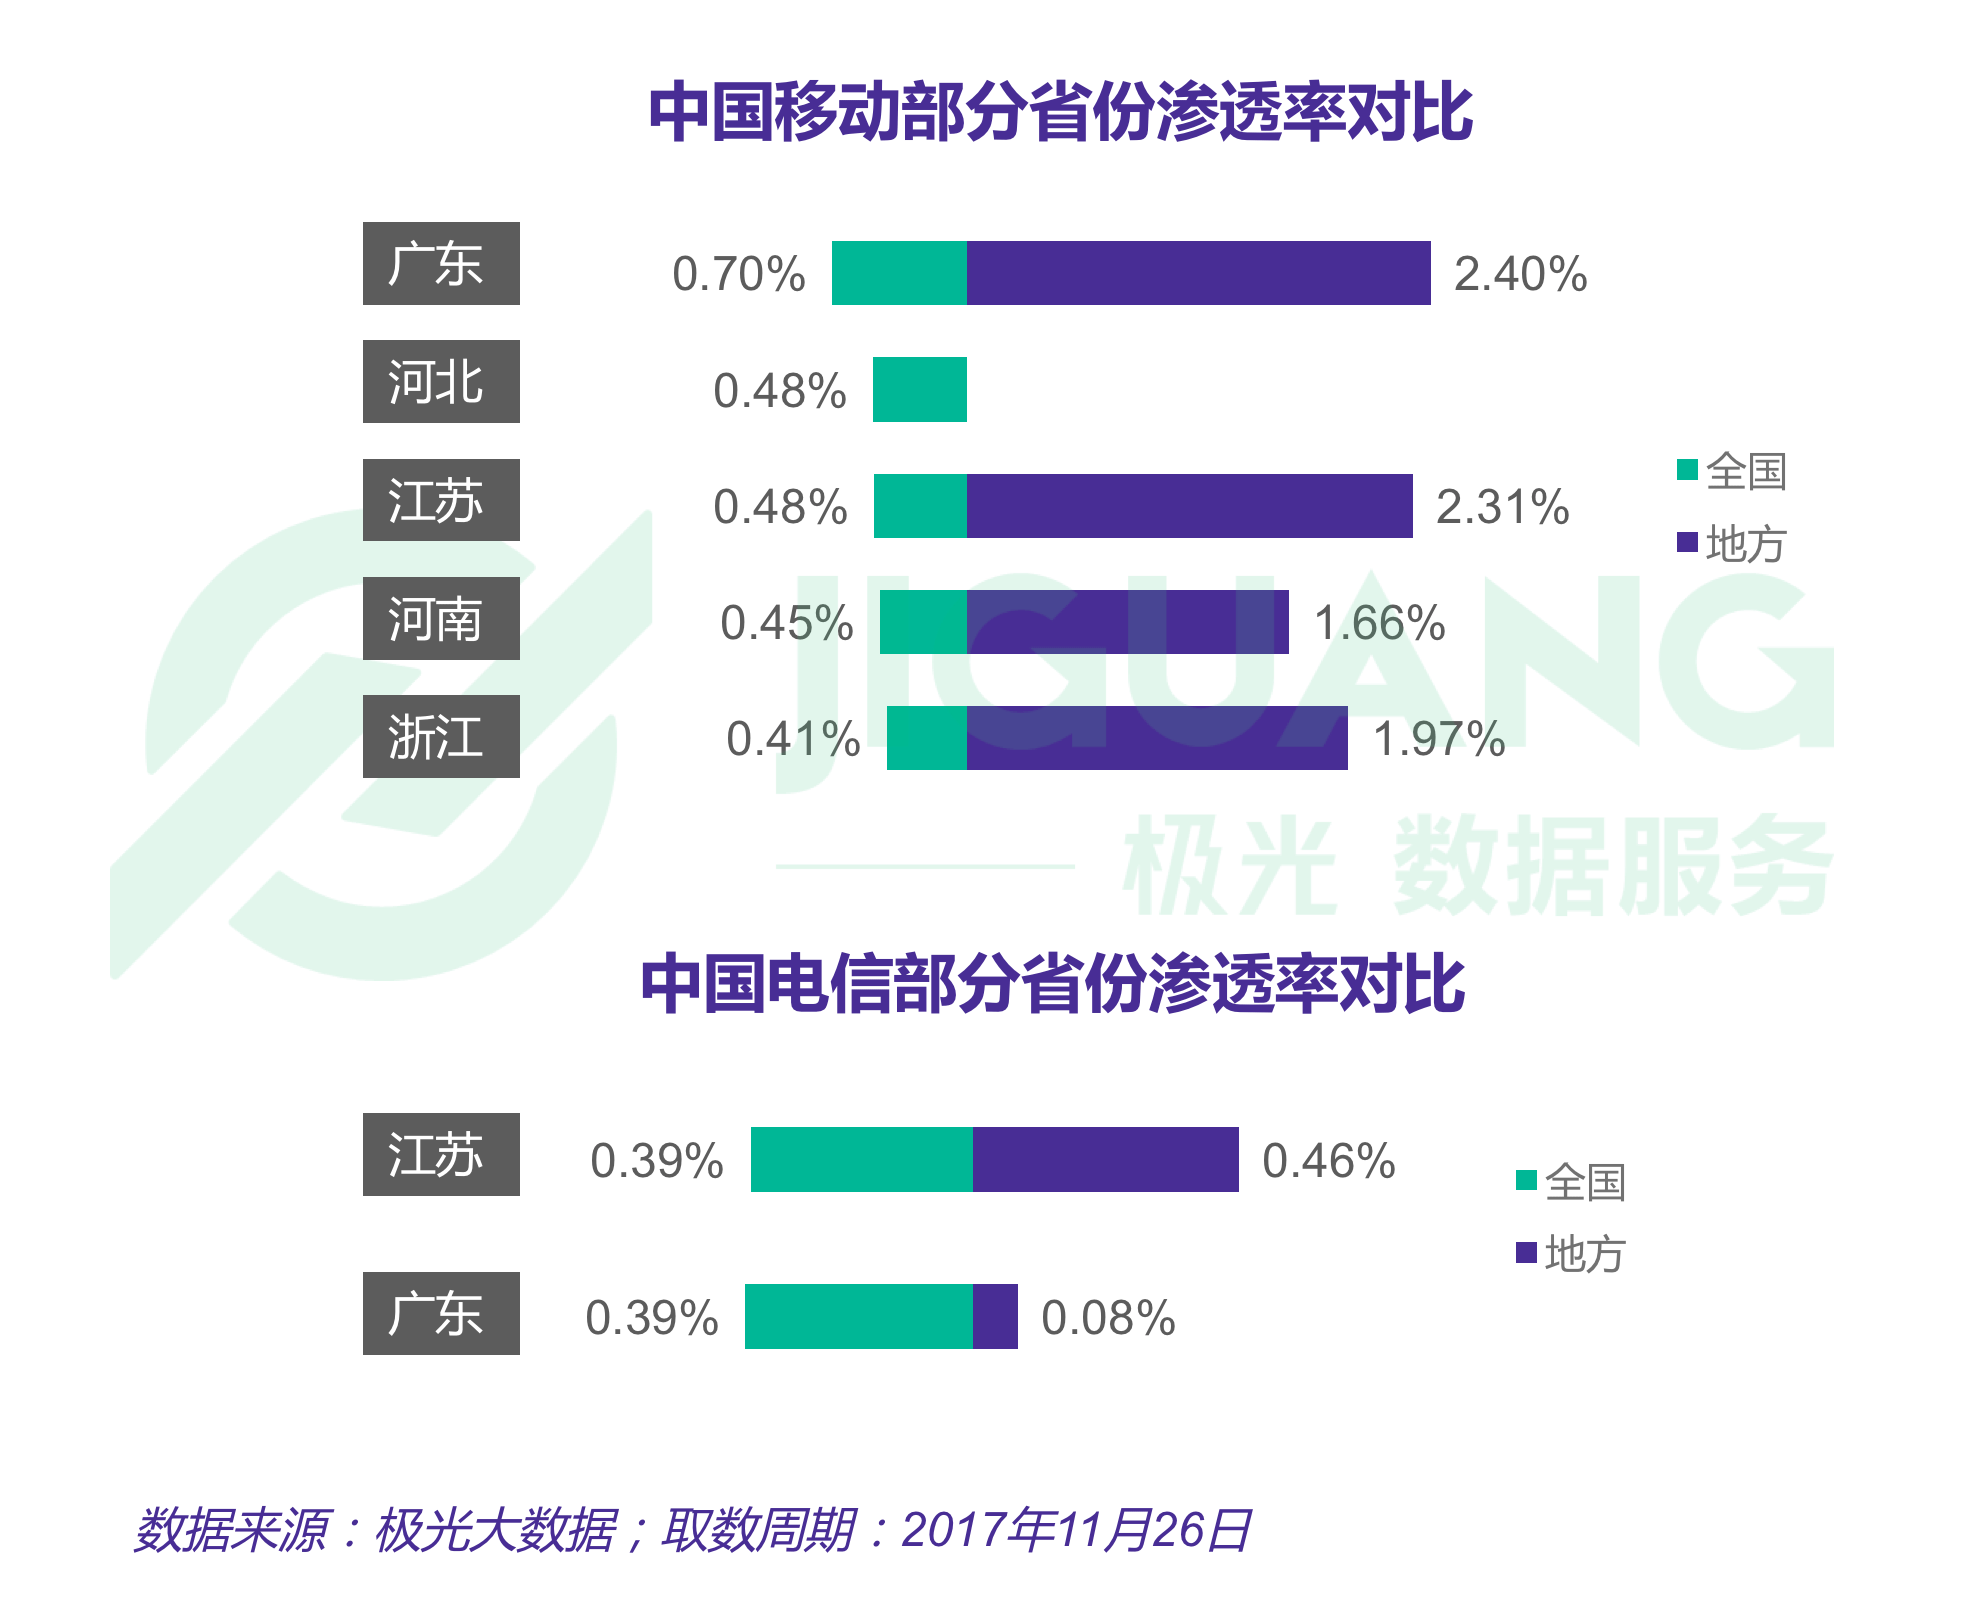 中国移动部分省份渗透率对比
广东 0.70% 2.40%
河北 0.48%
江苏 0.48% 2.31%
河南 0.45% 1.66%
浙江 0.41% 1.97%
全国
地方
JIGUANG
极光 数据服务
中国电信部分省份渗透率对比
江苏 0.39% 0.46%
广东 0.39% 0.08%
全国
地方
数据来源：极光大数据；取数周期：2017年11月26日